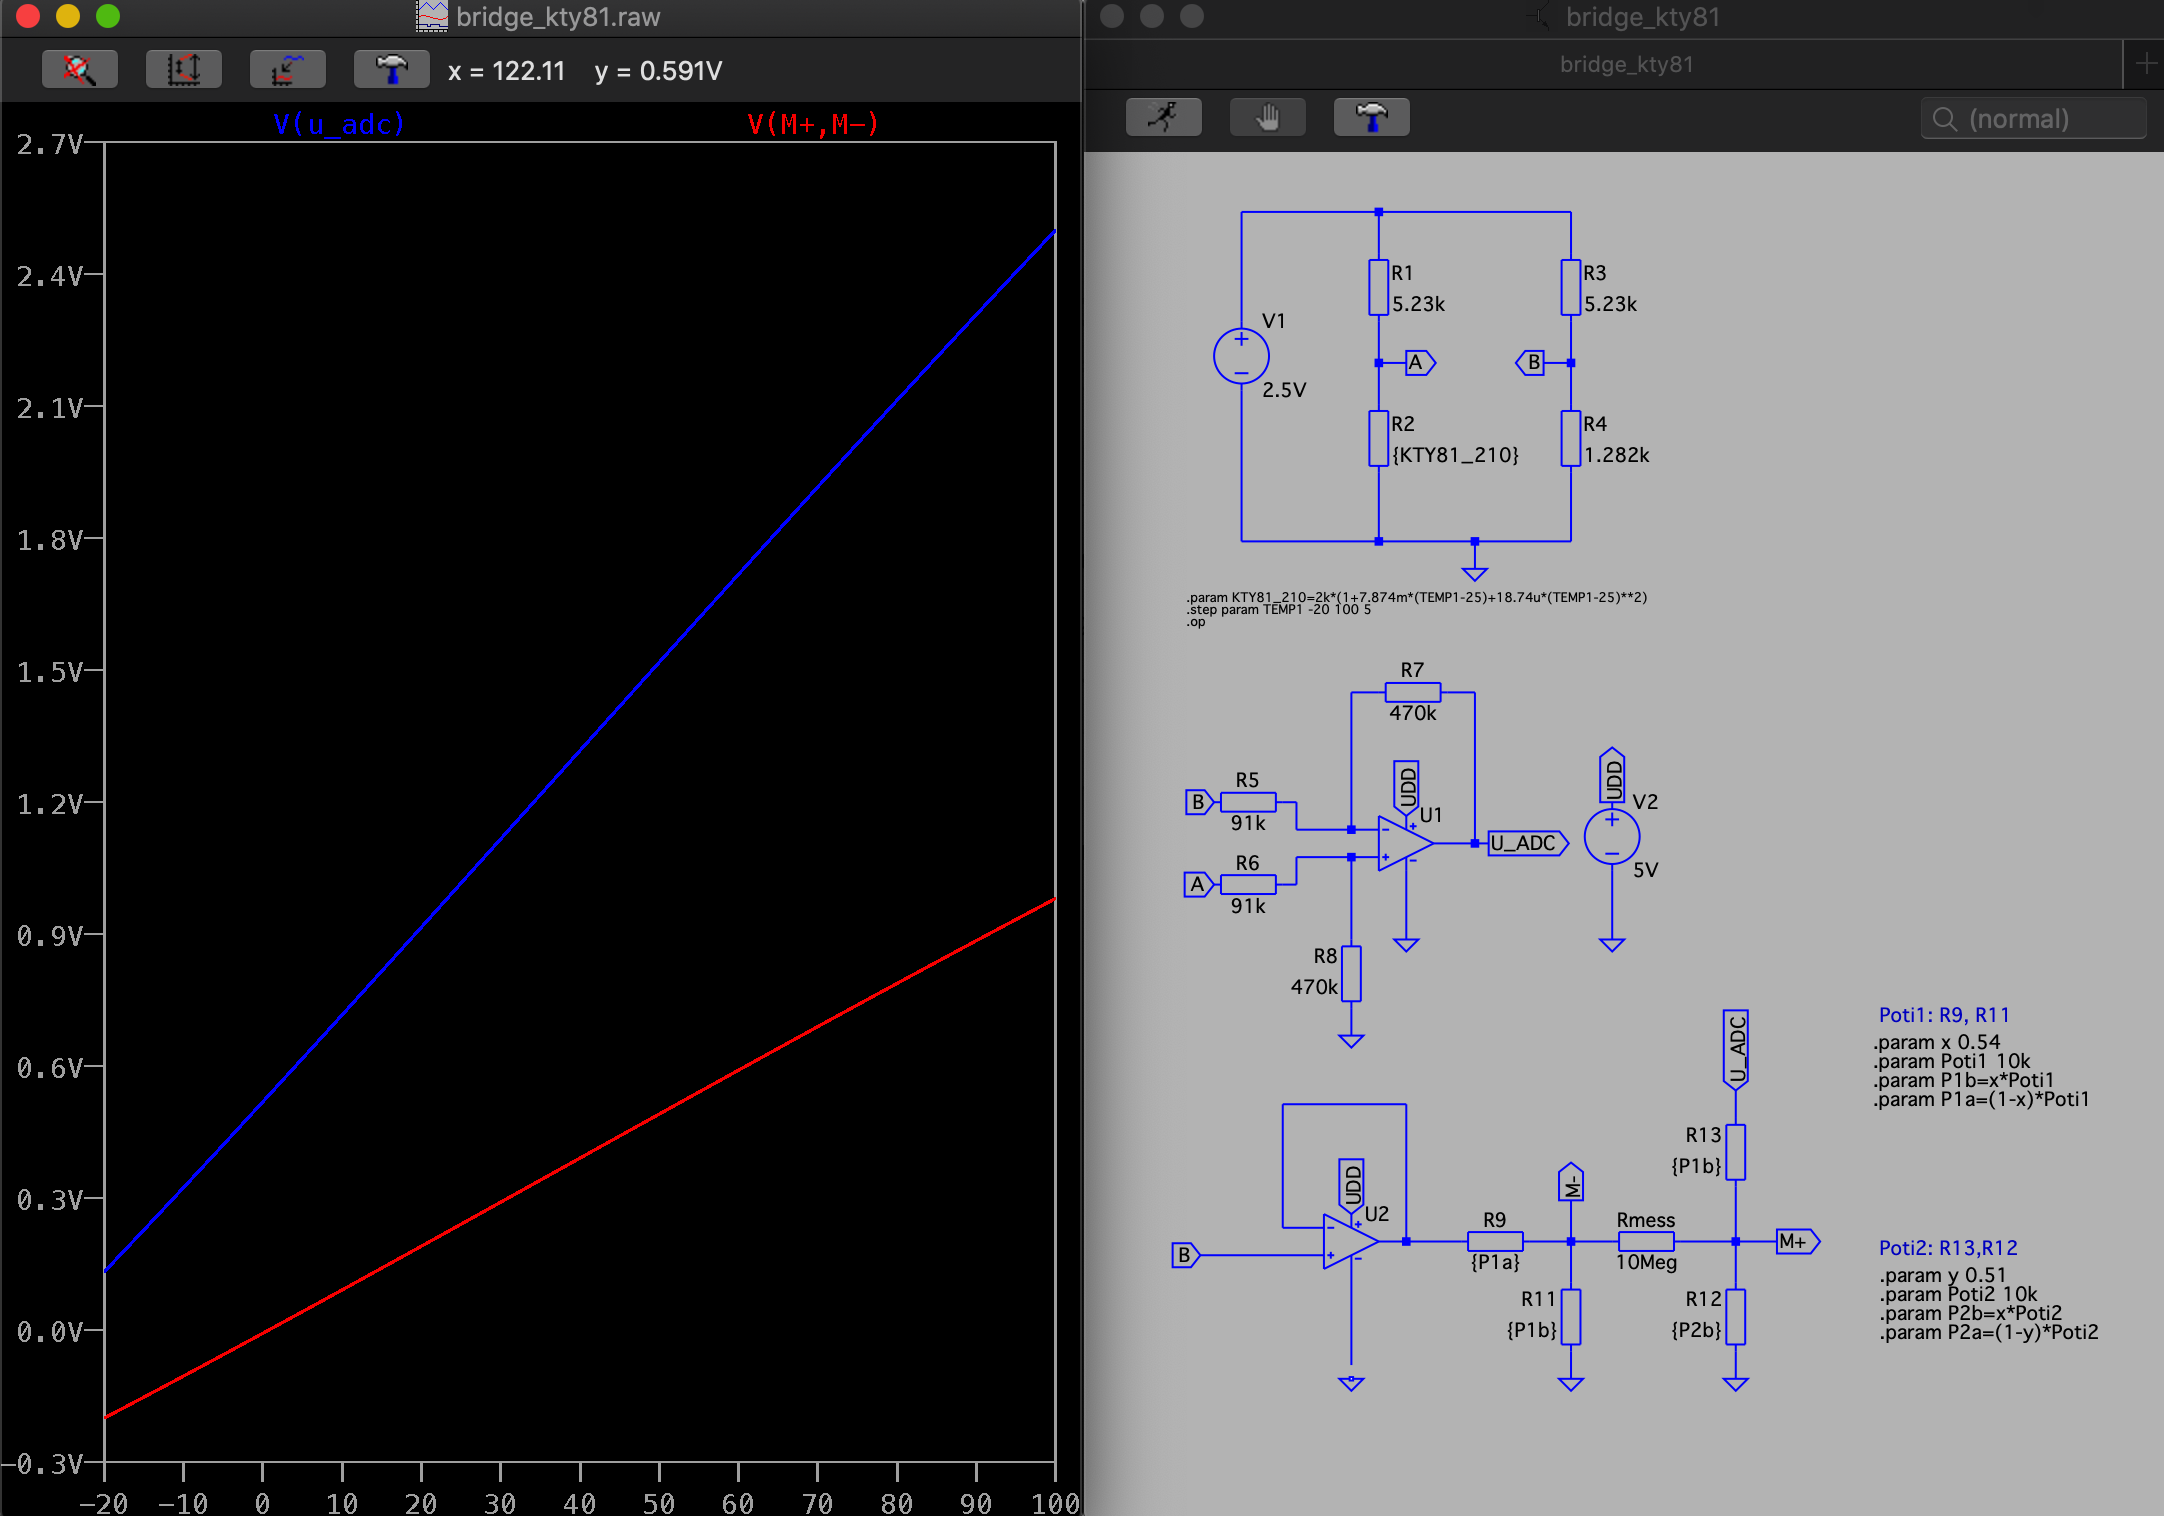 bridge_kty81.raw
x = 122.11 y = 0.591V
V(u_adc) V(M+,M−)
2.7V
2.4V
2.1V
1.8V
1.5V
1.2V
0.9V
0.6V
0.3V
0.0V
−0.3V
−20 −10 0 10 20 30 40 50 60 70 80 90 100
bridge_kty81
bridge_kty81
(normal)
V1
2.5V
R1
5.23k
R3
5.23k
A
B
R2
{KTY81_210}
R4
1.282k
.param KTY81_210=2k*(1+7.874m*(TEMP1-25)+18.74u*(TEMP1-25)**2)
.step param TEMP1 -20 100 5
.op
R7
470k
B
R5
91k
UDD
U1
U_ADC
A
R6
91k
R8
470k
UDD
V2
5V
Poti1: R9, R11
.param x 0.54
.param Poti1 10k
.param P1b=x*Poti1
.param P1a=(1-x)*Poti1
U_ADC
R13
{P1b}
UDD
U2
B
R9
{P1a}
M-
Rmess
10Meg
M+
R11
{P1b}
R12
{P2b}
Poti2: R13,R12
.param y 0.51
.param Poti2 10k
.param P2b=x*Poti2
.param P2a=(1-y)*Poti2